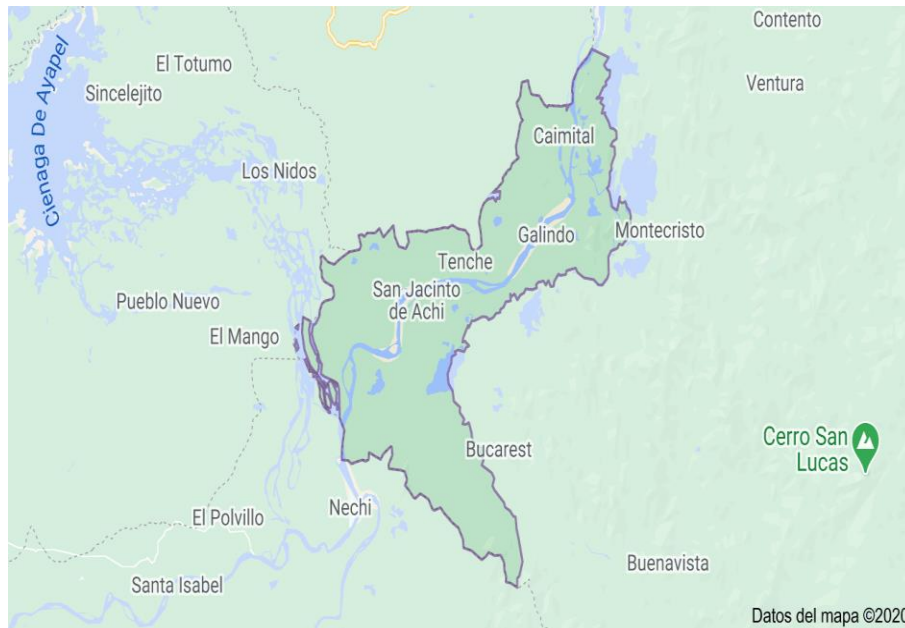 Contento
El Totumo
Ventura
Sincelejito
Cienaga De Ayapel
Caimital
Los Nidos
Galindo
Montecristo
Tenche
San Jacinto
de Achi
Pueblo Nuevo
El Mango
Cerro San
Lucas
Bucarest
Nechi
El Polvillo
Buenavista
Santa Isabel
Datos del mapa ©2020